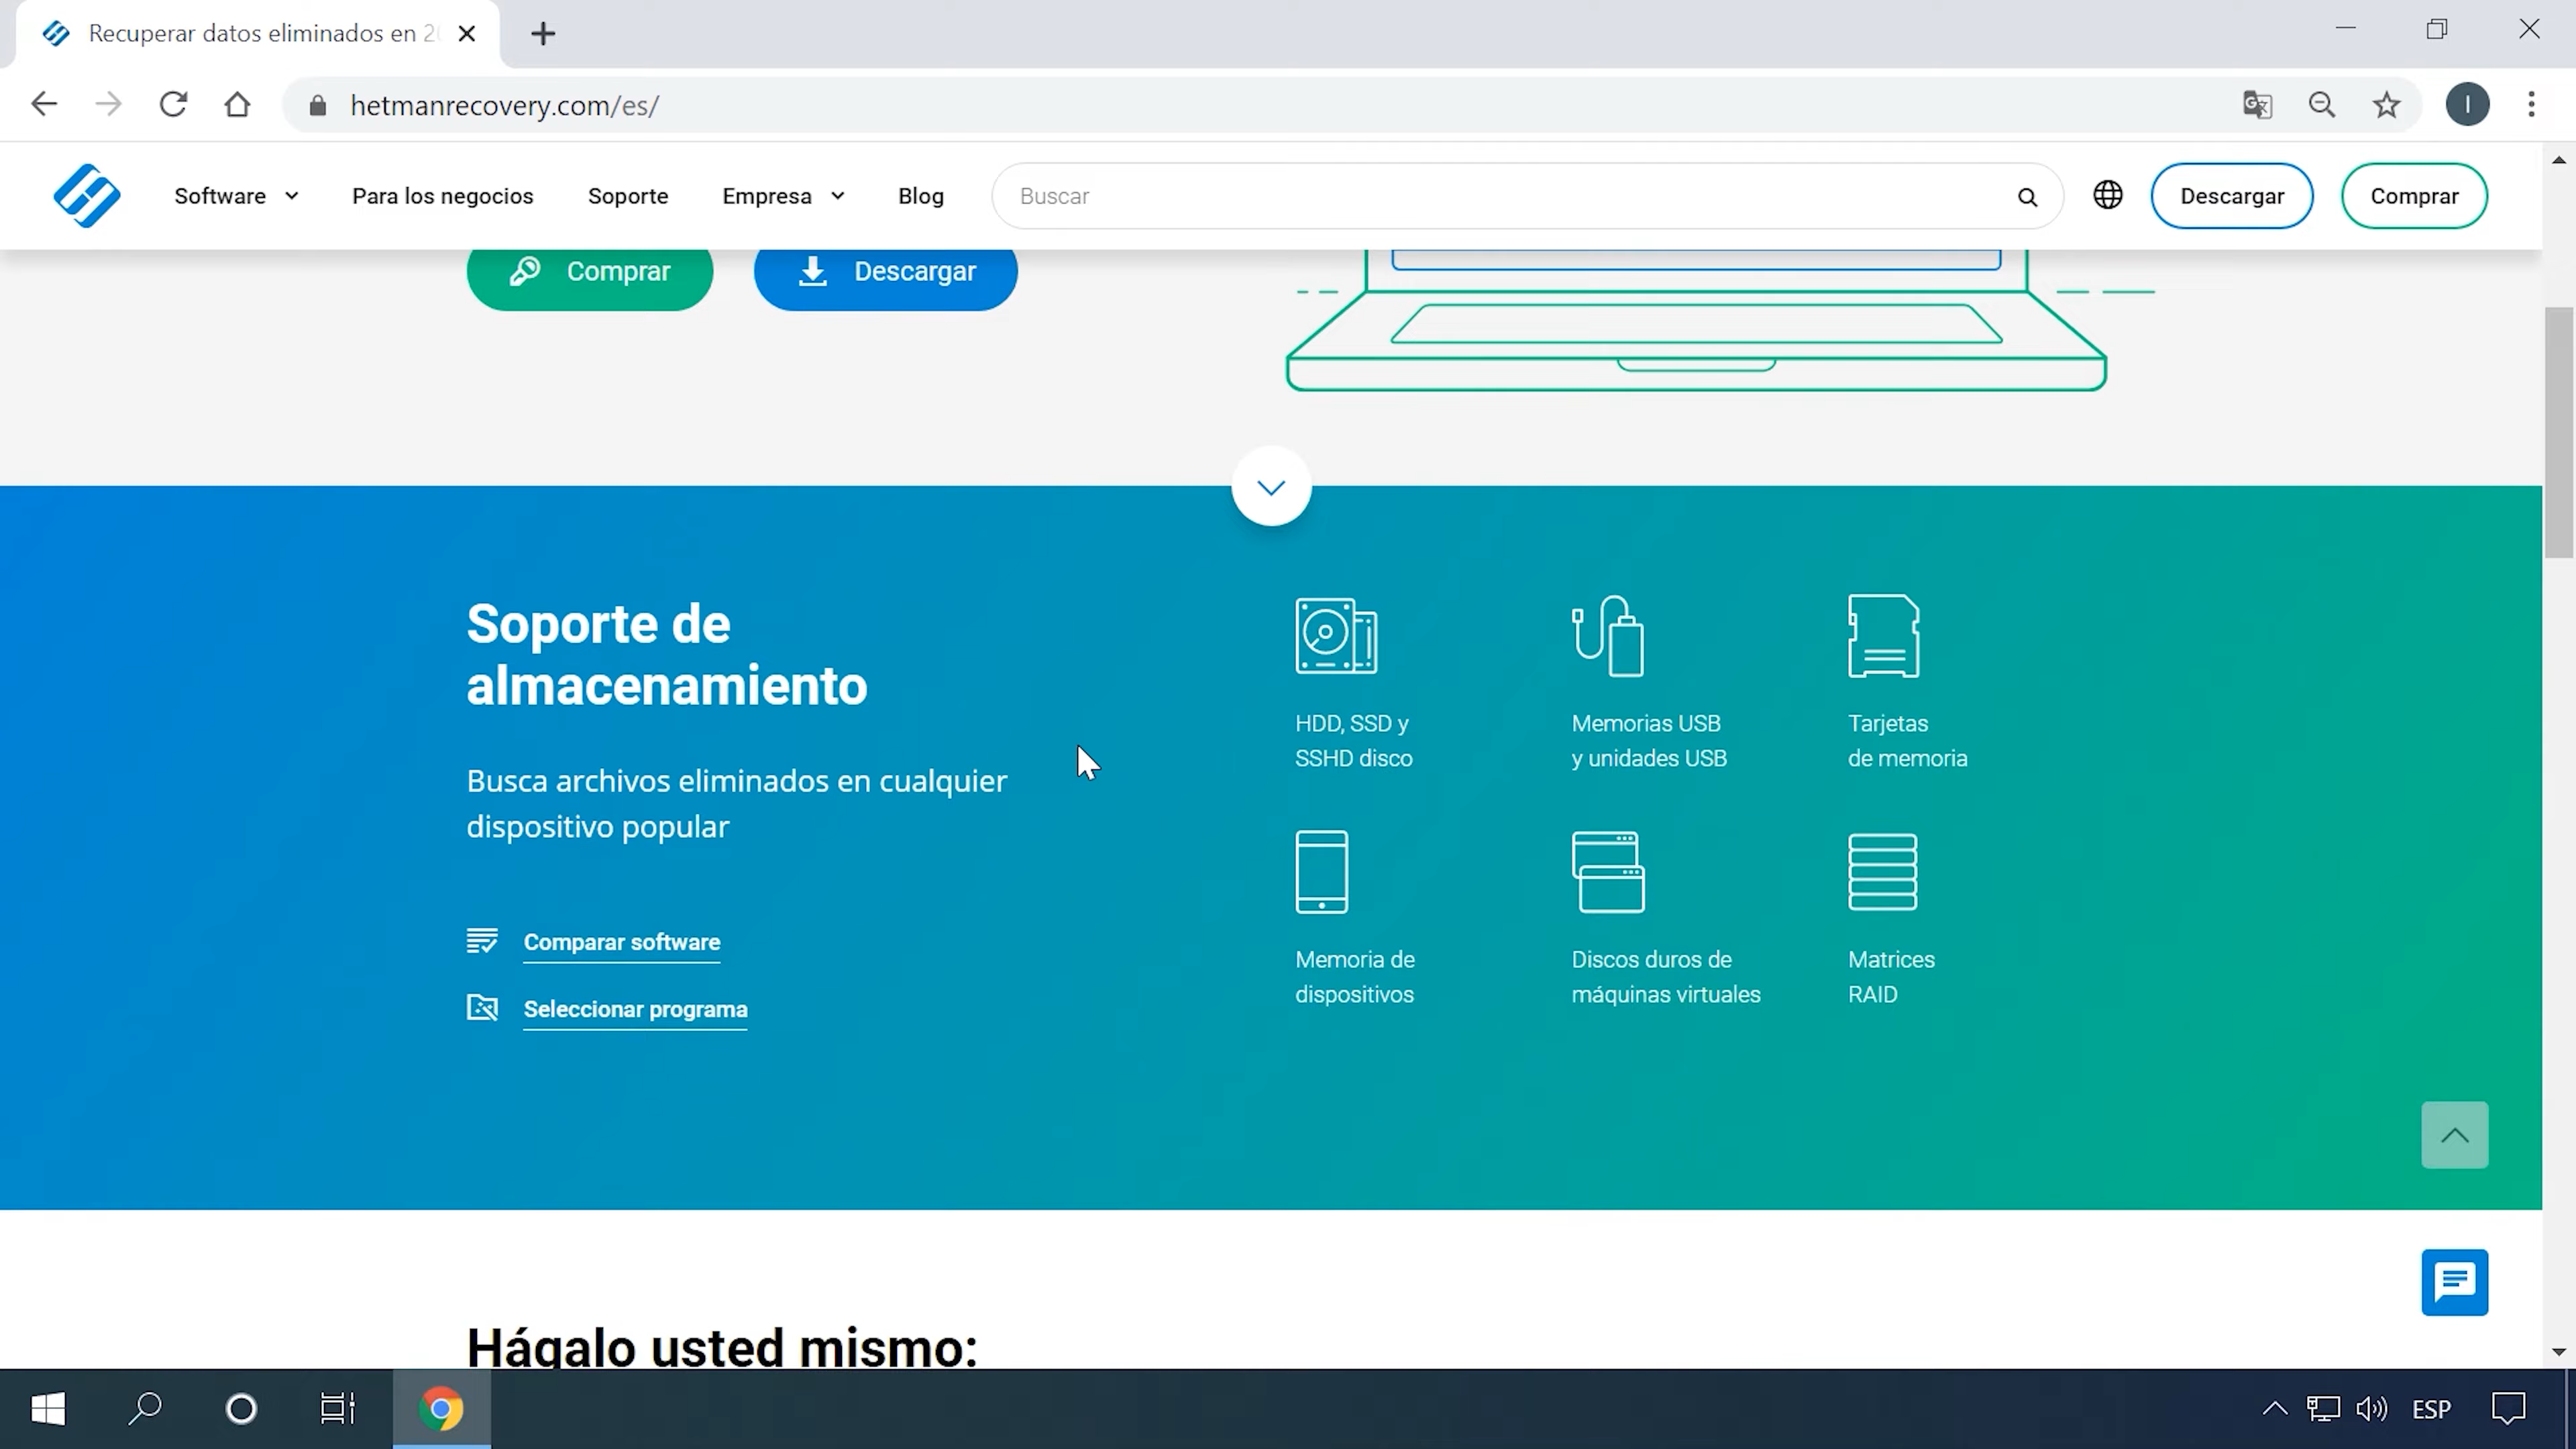 Recuperar datos eliminados en
hetmanrecovery.com/es/
I
Software
Para los negocios
Soporte
Empresa
Blog
Buscar
Descargar
Comprar
Comprar
Descargar
Soporte de
almacenamiento
Busca archivos eliminados en cualquier
dispositivo popular
Comparar software
Seleccionar programa
HDD, SSD y
SSHD disco
Memorias USB
y unidades USB
Tarjetas
de memoria
Memoria de
dispositivos
Discos duros de
máquinas virtuales
Matrices
RAID
Hágalo usted mismo:
ESP